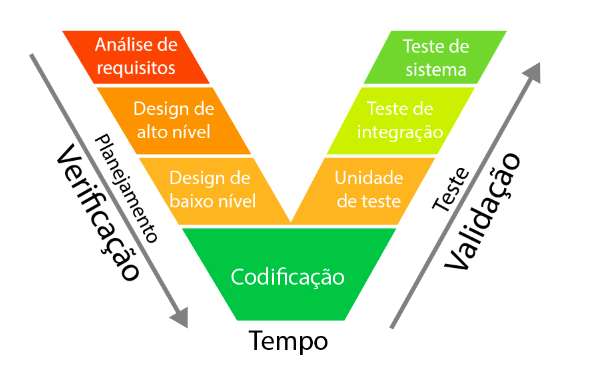 Análise de
requisitos
Teste de
sistema
Design de
alto nível
Teste de
integração
Design de
baixo nível
Unidade
de teste
Codificação
Planejamento
Verificação
Teste
Validação
Tempo